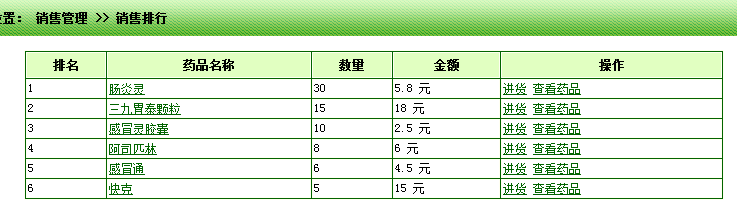 置： 销售管理 >> 销售排行
排名 药品名称 数量 金额 操作
1 肠炎灵 30 5.8 元 进货 查看药品
2 三九胃泰颗粒 15 18 元 进货 查看药品
3 感冒灵胶囊 10 2.5 元 进货 查看药品
4 阿司匹林 8 6 元 进货 查看药品
5 感冒通 6 4.5 元 进货 查看药品
6 快克 5 15 元 进货 查看药品